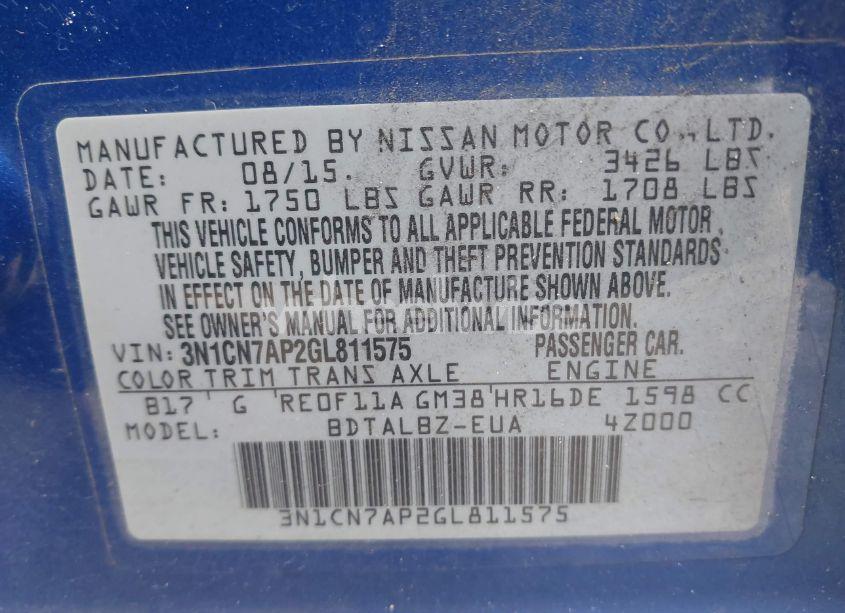 MANUFACTURED BY NISSAN MOTOR CO., LTD.
DATE: 08/15. GVWR: 3426 LBS
GAWR FR: 1750 LBS GAWR RR: 1708 LBS
THIS VEHICLE CONFORMS TO ALL APPLICABLE FEDERAL MOTOR
VEHICLE SAFETY, BUMPER AND THEFT PREVENTION STANDARDS
IN EFFECT ON THE DATE OF MANUFACTURE SHOWN ABOVE.
SEE OWNER'S MANUAL FOR ADDITIONAL INFORMATION.
VIN: 3N1CN7AP2GL811575 PASSENGER CAR.
COLOR TRIM TRANS AXLE ENGINE
B17 G RE0F11A GM38 HR16DE 1598 CC
MODEL: BDTALBZ-EUA 4Z000
3N1CN7AP2GL811575